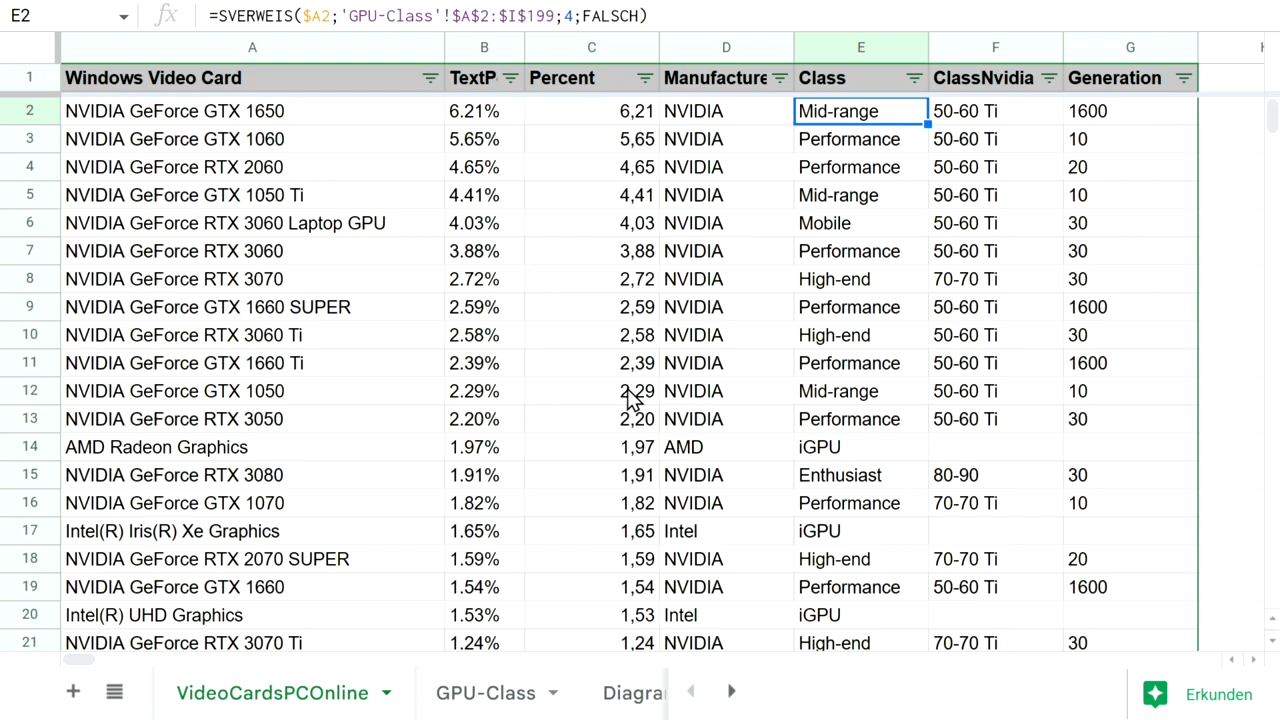 E2 fx =SVERWEIS($A2;'GPU-Class'!$A$2:$I$199;4;FALSCH)
A B C D E F G
1 Windows Video Card TextP Percent Manufacture Class ClassNvidia Generation
2 NVIDIA GeForce GTX 1650 6.21% 6,21 NVIDIA Mid-range 50-60 Ti 1600
3 NVIDIA GeForce GTX 1060 5.65% 5,65 NVIDIA Performance 50-60 Ti 10
4 NVIDIA GeForce RTX 2060 4.65% 4,65 NVIDIA Performance 50-60 Ti 20
5 NVIDIA GeForce GTX 1050 Ti 4.41% 4,41 NVIDIA Mid-range 50-60 Ti 10
6 NVIDIA GeForce RTX 3060 Laptop GPU 4.03% 4,03 NVIDIA Mobile 50-60 Ti 30
7 NVIDIA GeForce RTX 3060 3.88% 3,88 NVIDIA Performance 50-60 Ti 30
8 NVIDIA GeForce RTX 3070 2.72% 2,72 NVIDIA High-end 70-70 Ti 30
9 NVIDIA GeForce GTX 1660 SUPER 2.59% 2,59 NVIDIA Performance 50-60 Ti 1600
10 NVIDIA GeForce RTX 3060 Ti 2.58% 2,58 NVIDIA High-end 50-60 Ti 30
11 NVIDIA GeForce GTX 1660 Ti 2.39% 2,39 NVIDIA Performance 50-60 Ti 1600
12 NVIDIA GeForce GTX 1050 2.29% 2,29 NVIDIA Mid-range 50-60 Ti 10
13 NVIDIA GeForce RTX 3050 2.20% 2,20 NVIDIA Performance 50-60 Ti 30
14 AMD Radeon Graphics 1.97% 1,97 AMD iGPU
15 NVIDIA GeForce RTX 3080 1.91% 1,91 NVIDIA Enthusiast 80-90 30
16 NVIDIA GeForce GTX 1070 1.82% 1,82 NVIDIA Performance 70-70 Ti 10
17 Intel(R) Iris(R) Xe Graphics 1.65% 1,65 Intel iGPU
18 NVIDIA GeForce RTX 2070 SUPER 1.59% 1,59 NVIDIA High-end 70-70 Ti 20
19 NVIDIA GeForce GTX 1660 1.54% 1,54 NVIDIA Performance 50-60 Ti 1600
20 Intel(R) UHD Graphics 1.53% 1,53 Intel iGPU
21 NVIDIA GeForce RTX 3070 Ti 1.24% 1,24 NVIDIA High-end 70-70 Ti 30
VideoCardsPCOnline GPU-Class Diagra Erkunden